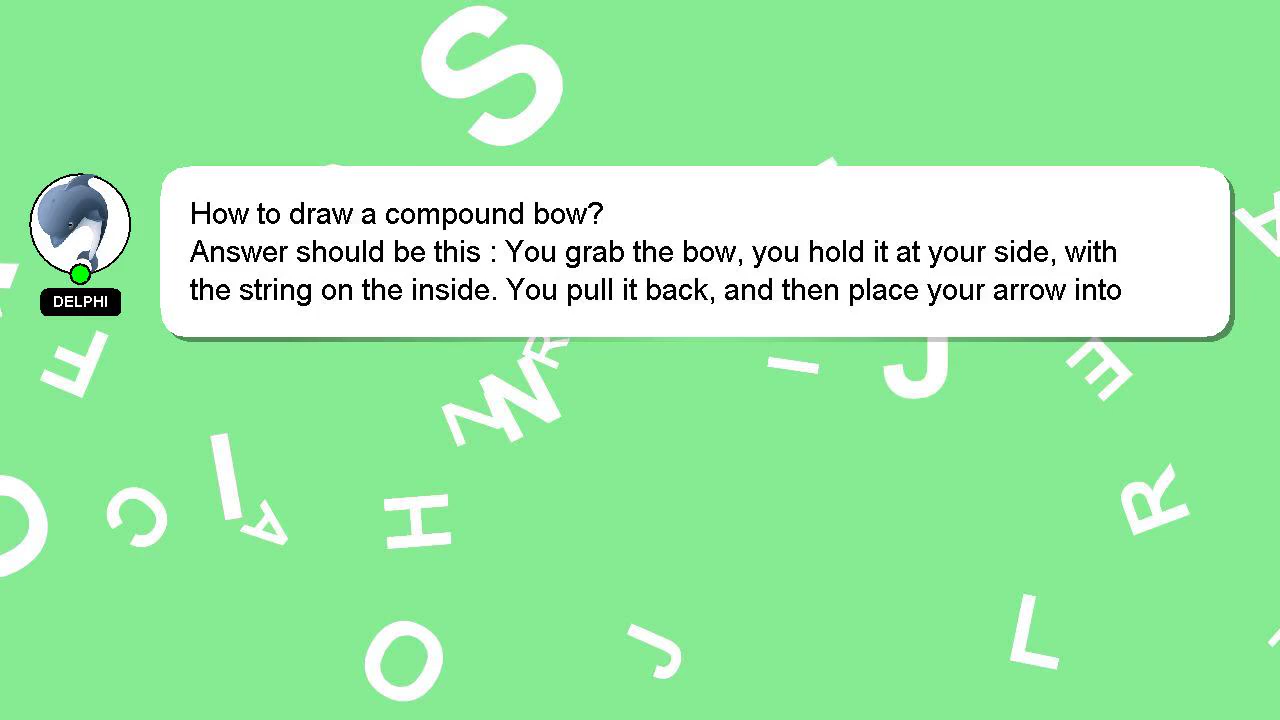 How to draw a compound bow?
Answer should be this : You grab the bow, you hold it at your side, with
the string on the inside. You pull it back, and then place your arrow into
DELPHI
S
A
F
R
N
W
I
J
E
O
C
I
A
H
R
O
J
L